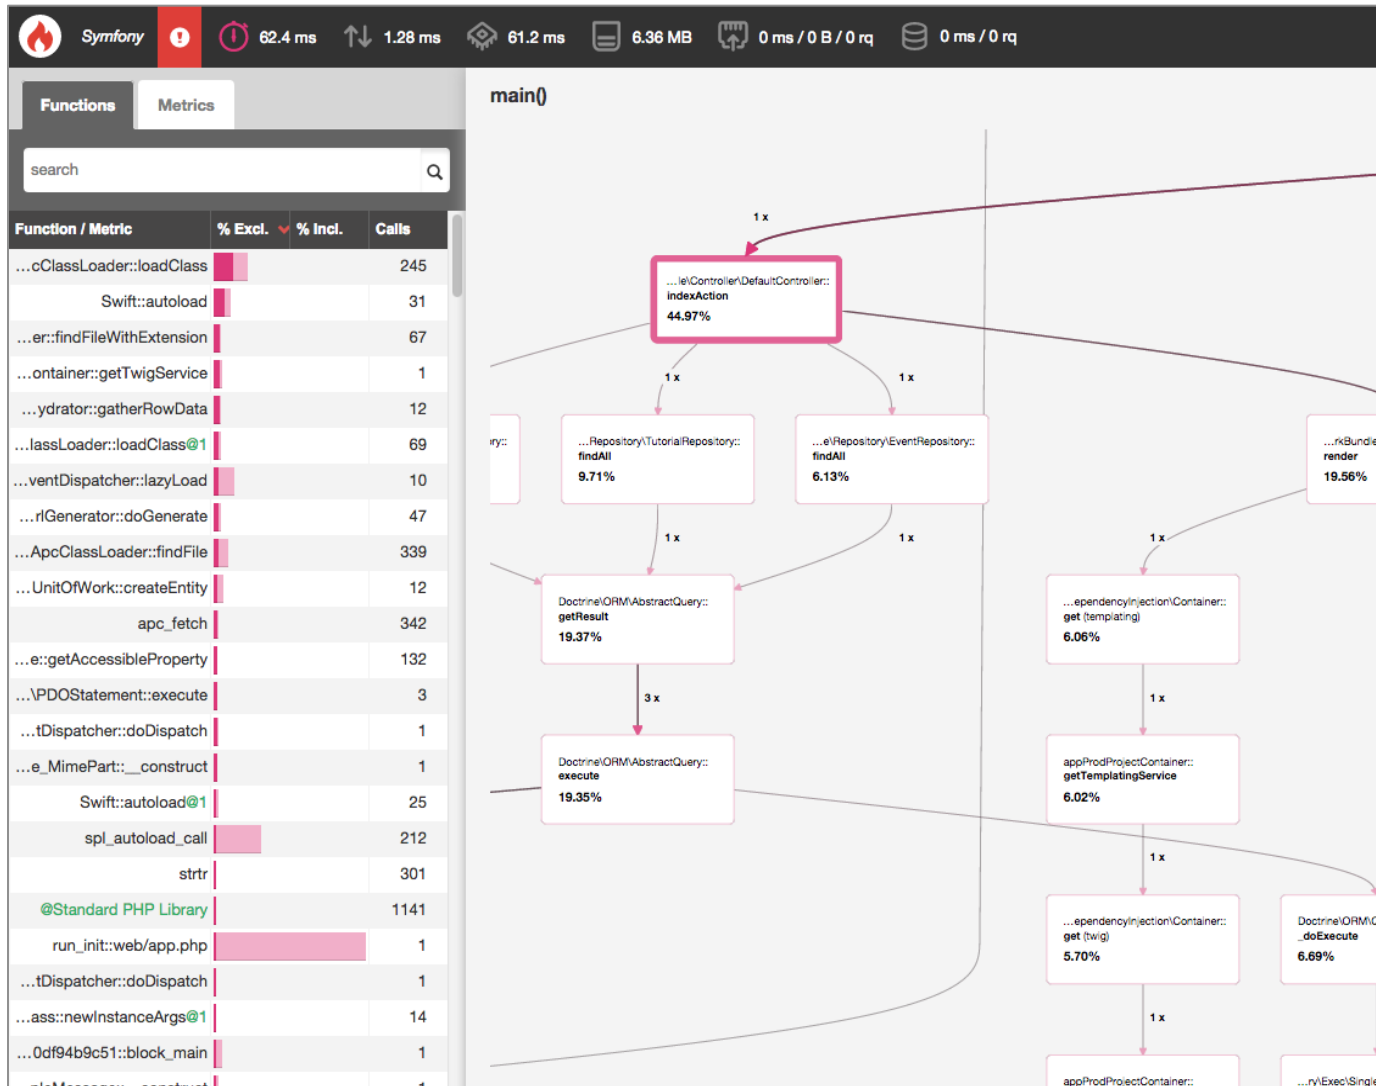 Symfony
62.4 ms
1.28 ms
61.2 ms
6.36 MB
0 ms / 0 B / 0 rq
0 ms / 0 rq
Functions
Metrics
search
Function / Metric % Excl. % Incl. Calls
...cClassLoader::loadClass 245
Swift::autoload 31
...er::findFileWithExtension 67
...ontainer::getTwigService 1
...ydrator::gatherRowData 12
...lassLoader::loadClass@1 69
...ventDispatcher::lazyLoad 10
...rlGenerator::doGenerate 47
...ApcClassLoader::findFile 339
...UnitOfWork::createEntity 12
apc_fetch 342
...e::getAccessibleProperty 132
...\PDOStatement::execute 3
...tDispatcher::doDispatch 1
...e_MimePart::__construct 1
Swift::autoload@1 25
spl_autoload_call 212
strtr 301
@Standard PHP Library 1141
run_init::web/app.php 1
...tDispatcher::doDispatch 1
...ass::newInstanceArgs@1 14
...0df94b9c51::block_main 1
main()
1 x
...le\Controller\DefaultController::
indexAction
44.97%
1 x
1 x
ry::
...Repository\TutorialRepository::
findAll
9.71%
...e\Repository\EventRepository::
findAll
6.13%
...rkBundle
render
19.56%
1 x
1 x
1 x
Doctrine\ORM\AbstractQuery::
getResult
19.37%
...ependencyInjection\Container::
get (templating)
6.06%
3 x
1 x
Doctrine\ORM\AbstractQuery::
execute
19.35%
appProdProjectContainer::
getTemplatingService
6.02%
1 x
...ependencyInjection\Container::
get (twig)
5.70%
Doctrine\ORM\
_doExecute
6.69%
1 x
appProdProjectContainer::
...ry\Exec\Single